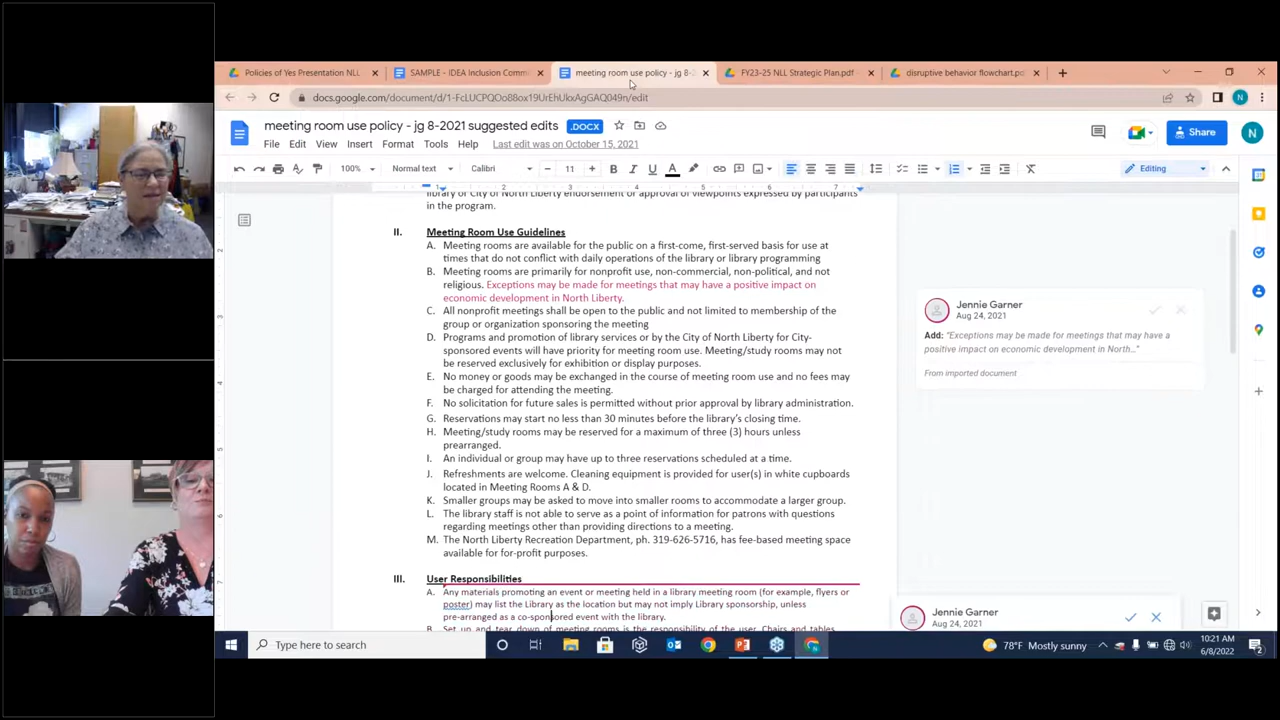 Policies of Yes Presentation NLL
SAMPLE - IDEA Inclusion Comm
meeting room use policy - jg 8-2
FY23-25 NLL Strategic Plan.pdf
disruptive behavior flowchart.pd
docs.google.com/document/d/1-FcLUCPQOo88ox19UrEhUkxAgGAQ049n/edit
meeting room use policy - jg 8-2021 suggested edits
.DOCX
File Edit View Insert Format Tools Help Last edit was on October 15, 2021
Share
N
100% Normal text Calibri 11 Editing
library of City of North Liberty endorsement or approval of viewpoints expressed by participants
in the program.
II. Meeting Room Use Guidelines
A. Meeting rooms are available for the public on a first-come, first-served basis for use at
times that do not conflict with daily operations of the library or library programming
B. Meeting rooms are primarily for nonprofit use, non-commercial, non-political, and not
religious. Exceptions may be made for meetings that may have a positive impact on
economic development in North Liberty.
C. All nonprofit meetings shall be open to the public and not limited to membership of the
group or organization sponsoring the meeting
D. Programs and promotion of library services or by the City of North Liberty for City-
sponsored events will have priority for meeting room use. Meeting/study rooms may not
be reserved exclusively for exhibition or display purposes.
E. No money or goods may be exchanged in the course of meeting room use and no fees may
be charged for attending the meeting.
F. No solicitation for future sales is permitted without prior approval by library administration.
G. Reservations may start no less than 30 minutes before the library's closing time.
H. Meeting/study rooms may be reserved for a maximum of three (3) hours unless
prearranged.
I. An individual or group may have up to three reservations scheduled at a time.
J. Refreshments are welcome. Cleaning equipment is provided for user(s) in white cupboards
located in Meeting Rooms A & D.
K. Smaller groups may be asked to move into smaller rooms to accommodate a larger group.
L. The library staff is not able to serve as a point of information for patrons with questions
regarding meetings other than providing directions to a meeting.
M. The North Liberty Recreation Department, ph. 319-626-5716, has fee-based meeting space
available for for-profit purposes.
III. User Responsibilities
A. Any materials promoting an event or meeting held in a library meeting room (for example, flyers or
poster) may list the Library as the location but may not imply Library sponsorship, unless
pre-arranged as a co-sponsored event with the library.
B. Set up and tear down of meeting rooms is the responsibility of the user. Chairs and tables
Jennie Garner
Aug 24, 2021
Add: "Exceptions may be made for meetings that may have a
positive impact on economic development in North..."
From imported document
Jennie Garner
Aug 24, 2021
Type here to search
78°F Mostly sunny
10:21 AM
6/8/2022